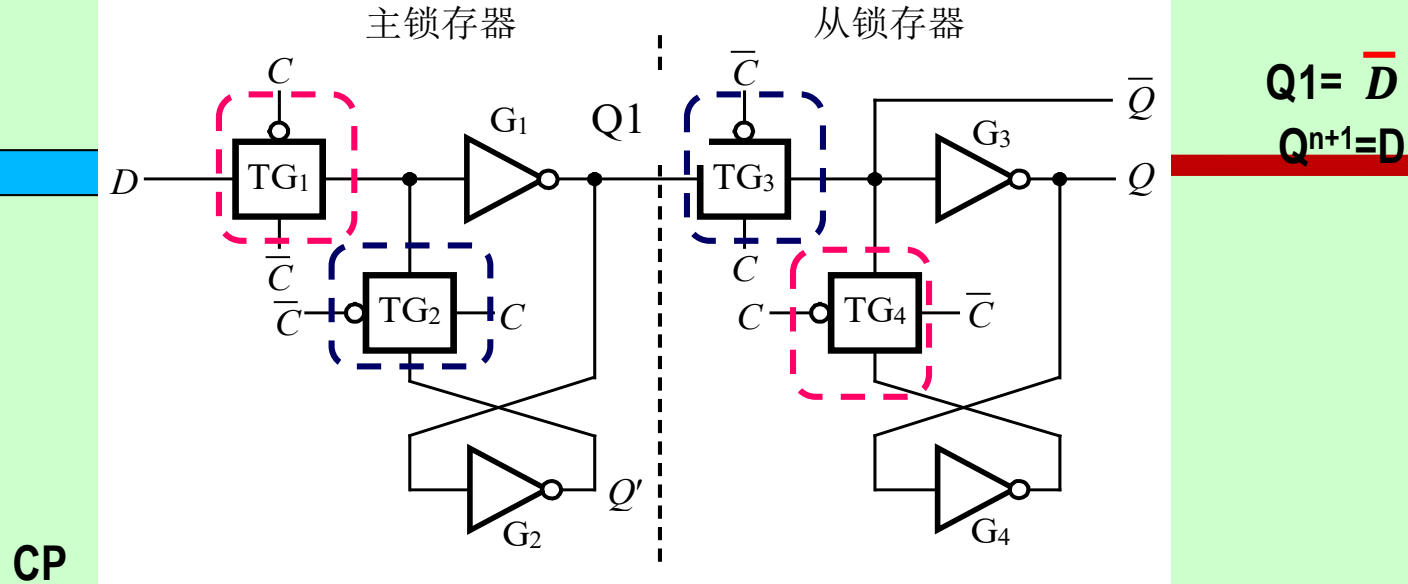 主锁存器
从锁存器
C
C̅
Q1= D̅
Qⁿ⁺¹=D
Q̅
G₁
Q1
G₃
D
TG₁
TG₃
Q
C̅
C
C̅
TG₂
C
C
TG₄
C̅
Q′
G₂
G₄
CP